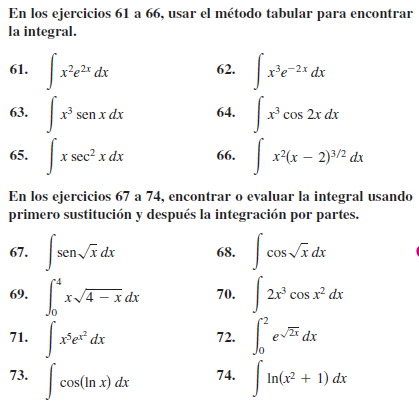 En los ejercicios 61 a 66, usar el método tabular para encontrar
la integral.
61. ∫ x²e²ˣ dx 62. ∫ x³e⁻²ˣ dx
63. ∫ x³ sen x dx 64. ∫ x³ cos 2x dx
65. ∫ x sec² x dx 66. ∫ x²(x − 2)³/² dx
En los ejercicios 67 a 74, encontrar o evaluar la integral usando
primero sustitución y después la integración por partes.
67. ∫ sen √x dx 68. ∫ cos √x dx
69. ∫₀⁴ x√(4 − x) dx 70. ∫ 2x³ cos x² dx
71. ∫ x⁵eˣ² dx 72. ∫₀² e^√(2x) dx
73. ∫ cos(ln x) dx 74. ∫ ln(x² + 1) dx